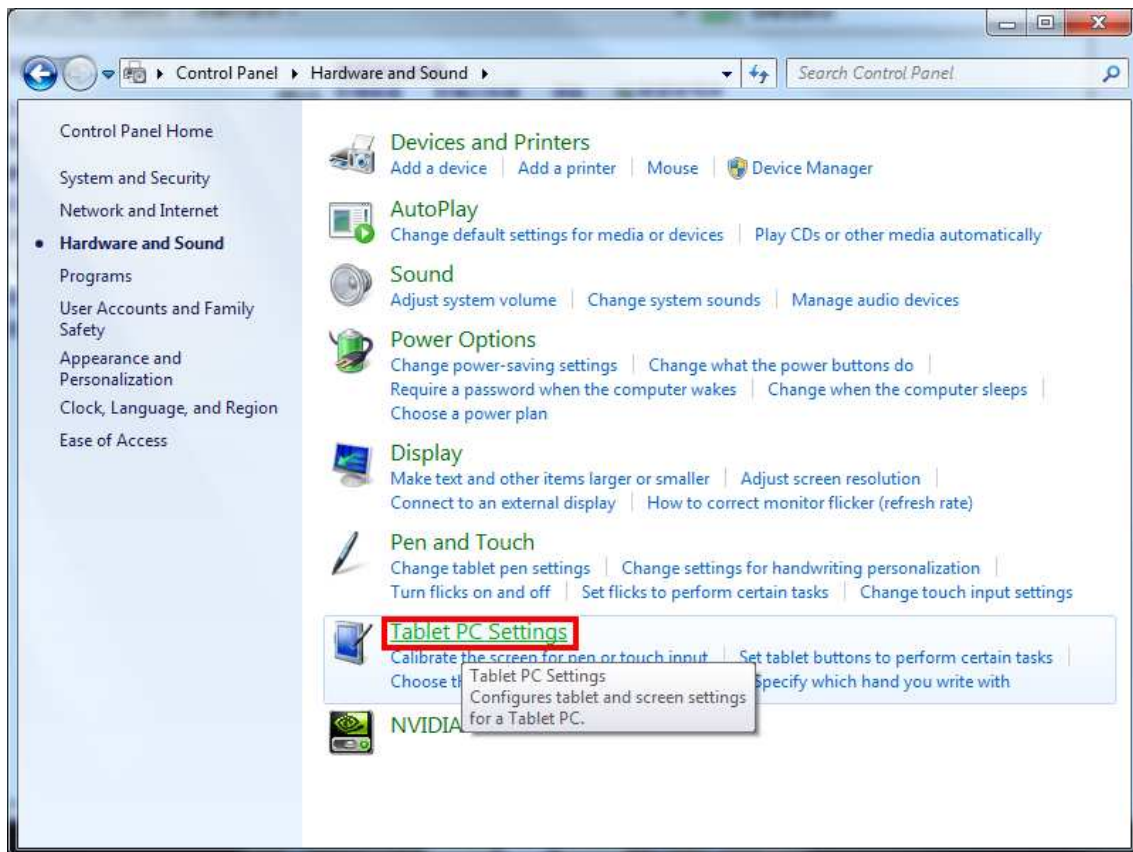 Control Panel Hardware and Sound Search Control Panel
Control Panel Home
System and Security
Network and Internet
Hardware and Sound
Programs
User Accounts and Family
Safety
Appearance and
Personalization
Clock, Language, and Region
Ease of Access
Devices and Printers
Add a device Add a printer Mouse Device Manager
AutoPlay
Change default settings for media or devices Play CDs or other media automatically
Sound
Adjust system volume Change system sounds Manage audio devices
Power Options
Change power-saving settings Change what the power buttons do
Require a password when the computer wakes Change when the computer sleeps
Choose a power plan
Display
Make text and other items larger or smaller Adjust screen resolution
Connect to an external display How to correct monitor flicker (refresh rate)
Pen and Touch
Change tablet pen settings Change settings for handwriting personalization
Turn flicks on and off Set flicks to perform certain tasks Change touch input settings
Tablet PC Settings
Calibrate the screen for pen or touch input Set tablet buttons to perform certain tasks
Choose Specify which hand you write with
Tablet PC Settings
Configures tablet and screen settings
for a Tablet PC.
NVIDIA